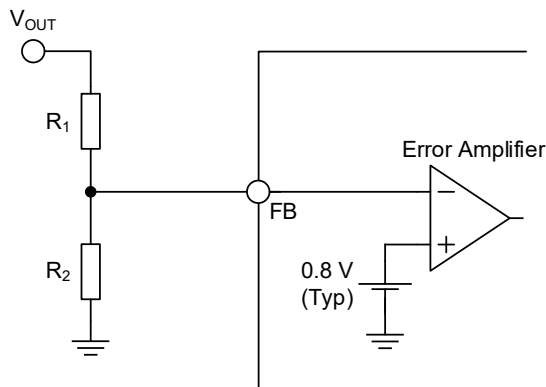 VOUT
R1
Error Amplifier
−
FB
+
R2
0.8 V
(Typ)